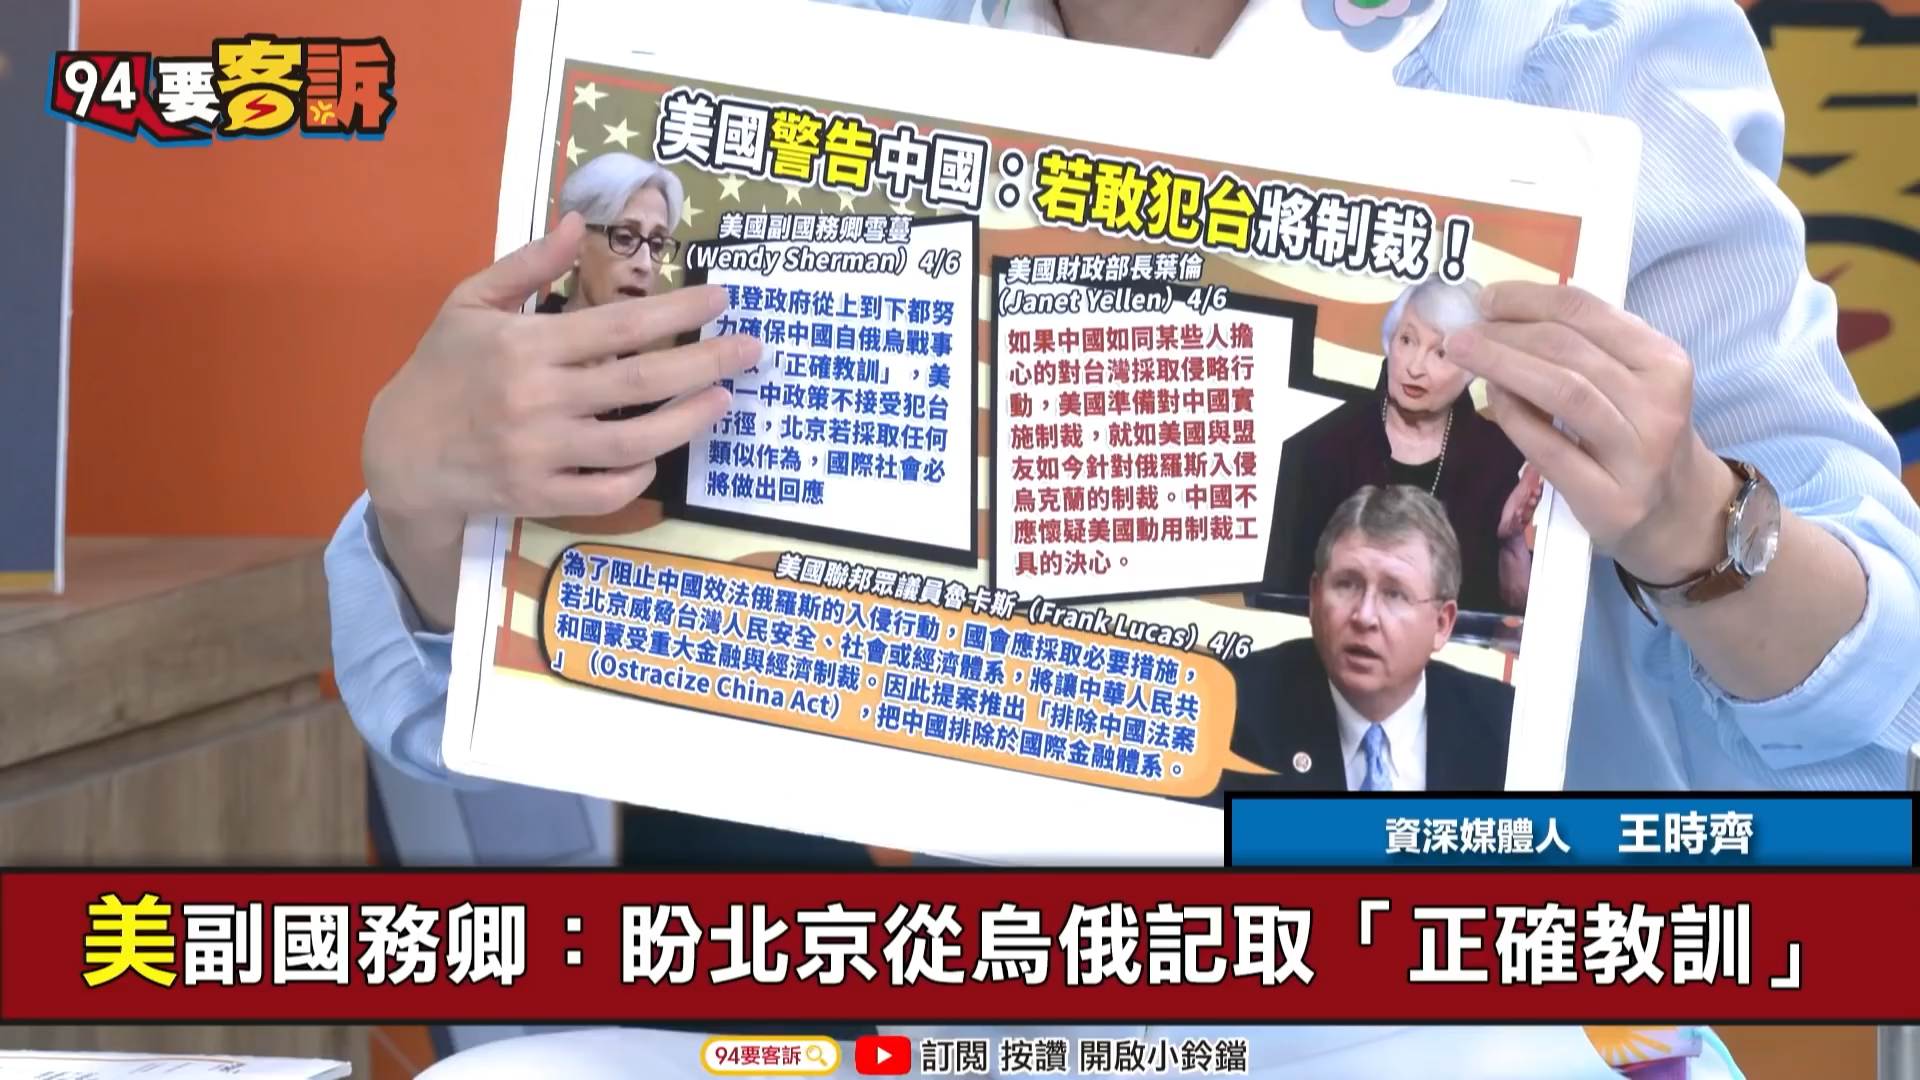 94要客訴
美國警告中國：若敢犯台將制裁！
美國副國務卿雪蔓
(Wendy Sherman) 4/6
拜登政府從上到下都努
力確保中國自俄烏戰事
「正確教訓」，美
國一中政策不接受犯台
行徑，北京若採取任何
類似作為，國際社會必
將做出回應
美國財政部長葉倫
(Janet Yellen) 4/6
如果中國如同某些人擔
心的對台灣採取侵略行
動，美國準備對中國實
施制裁，就如美國與盟
友如今針對俄羅斯入侵
烏克蘭的制裁。中國不
應懷疑美國動用制裁工
具的決心。
美國聯邦眾議員魯卡斯（Frank Lucas）4/6
為了阻止中國效法俄羅斯的入侵行動，國會應採取必要措施，
若北京威脅台灣人民安全、社會或經濟體系，將讓中華人民共
和國蒙受重大金融與經濟制裁。因此提案推出「排除中國法案
」（Ostracize China Act），把中國排除於國際金融體系。
資深媒體人 王時齊
美副國務卿：盼北京從烏俄記取「正確教訓」
94要客訴
訂閱 按讚 開啟小鈴鐺